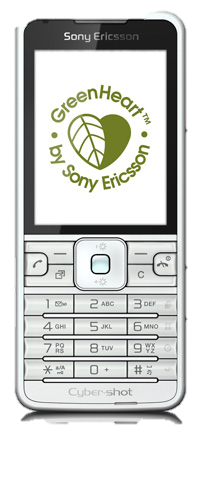 Sony Ericsson
GreenHeart™
by Sony Ericsson
C
1 2 ABC 3 DEF
4 GHI 5 JKL 6 MNO
7 PQRS 8 TUV 9 WXYZ
* a/A 0 + #
Cyber-shot